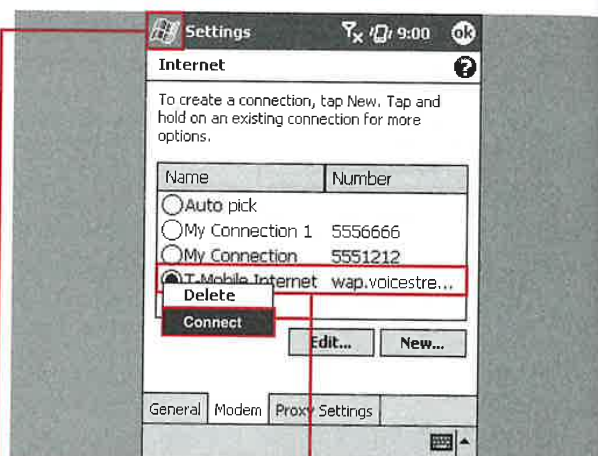 Settings 9:00 ok
Internet ?
To create a connection, tap New. Tap and
hold on an existing connection for more
options.
Name Number
Auto pick
My Connection 1 5556666
My Connection 5551212
T-Mobile Internet wap.voicestre...
Delete
Connect
Edit... New...
General Modem Proxy Settings